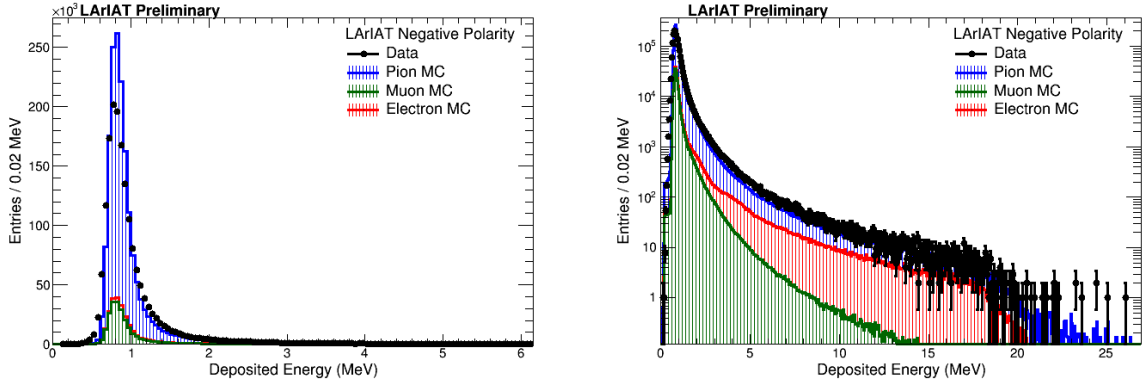 ×10³ LArIAT Preliminary
LArIAT Negative Polarity
Data
Pion MC
Muon MC
Electron MC
Entries / 0.02 MeV
250
200
150
100
50
0
0 1 2 3 4 5 6
Deposited Energy (MeV)
LArIAT Preliminary
LArIAT Negative Polarity
Data
Pion MC
Muon MC
Electron MC
Entries / 0.02 MeV
10⁵
10⁴
10³
10²
10
1
0 5 10 15 20 25
Deposited Energy (MeV)